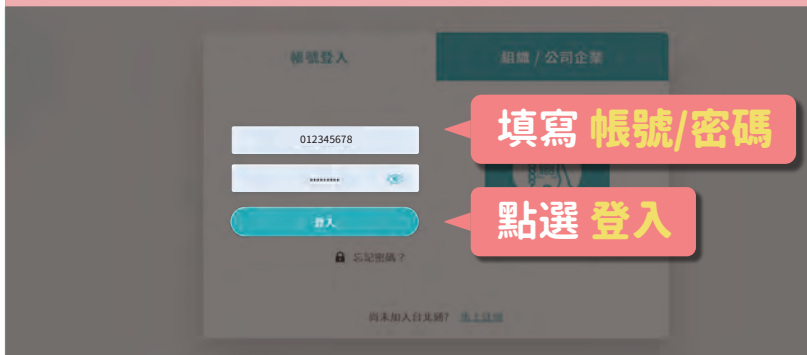 帳號登入
組織 / 公司企業
012345678
填寫 帳號/密碼
登入
點選 登入
忘記密碼？
尚未加入台北通? 馬上註冊